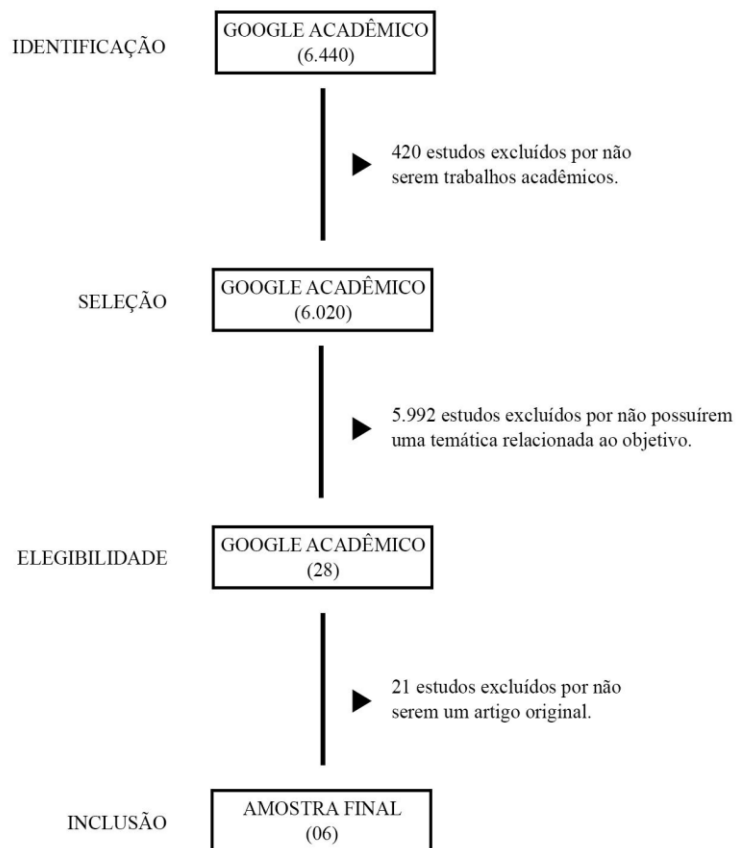 IDENTIFICAÇÃO
GOOGLE ACADÊMICO
(6.440)
420 estudos excluídos por não
serem trabalhos acadêmicos.
SELEÇÃO
GOOGLE ACADÊMICO
(6.020)
5.992 estudos excluídos por não possuírem
uma temática relacionada ao objetivo.
ELEGIBILIDADE
GOOGLE ACADÊMICO
(28)
21 estudos excluídos por não
serem um artigo original.
INCLUSÃO
AMOSTRA FINAL
(06)